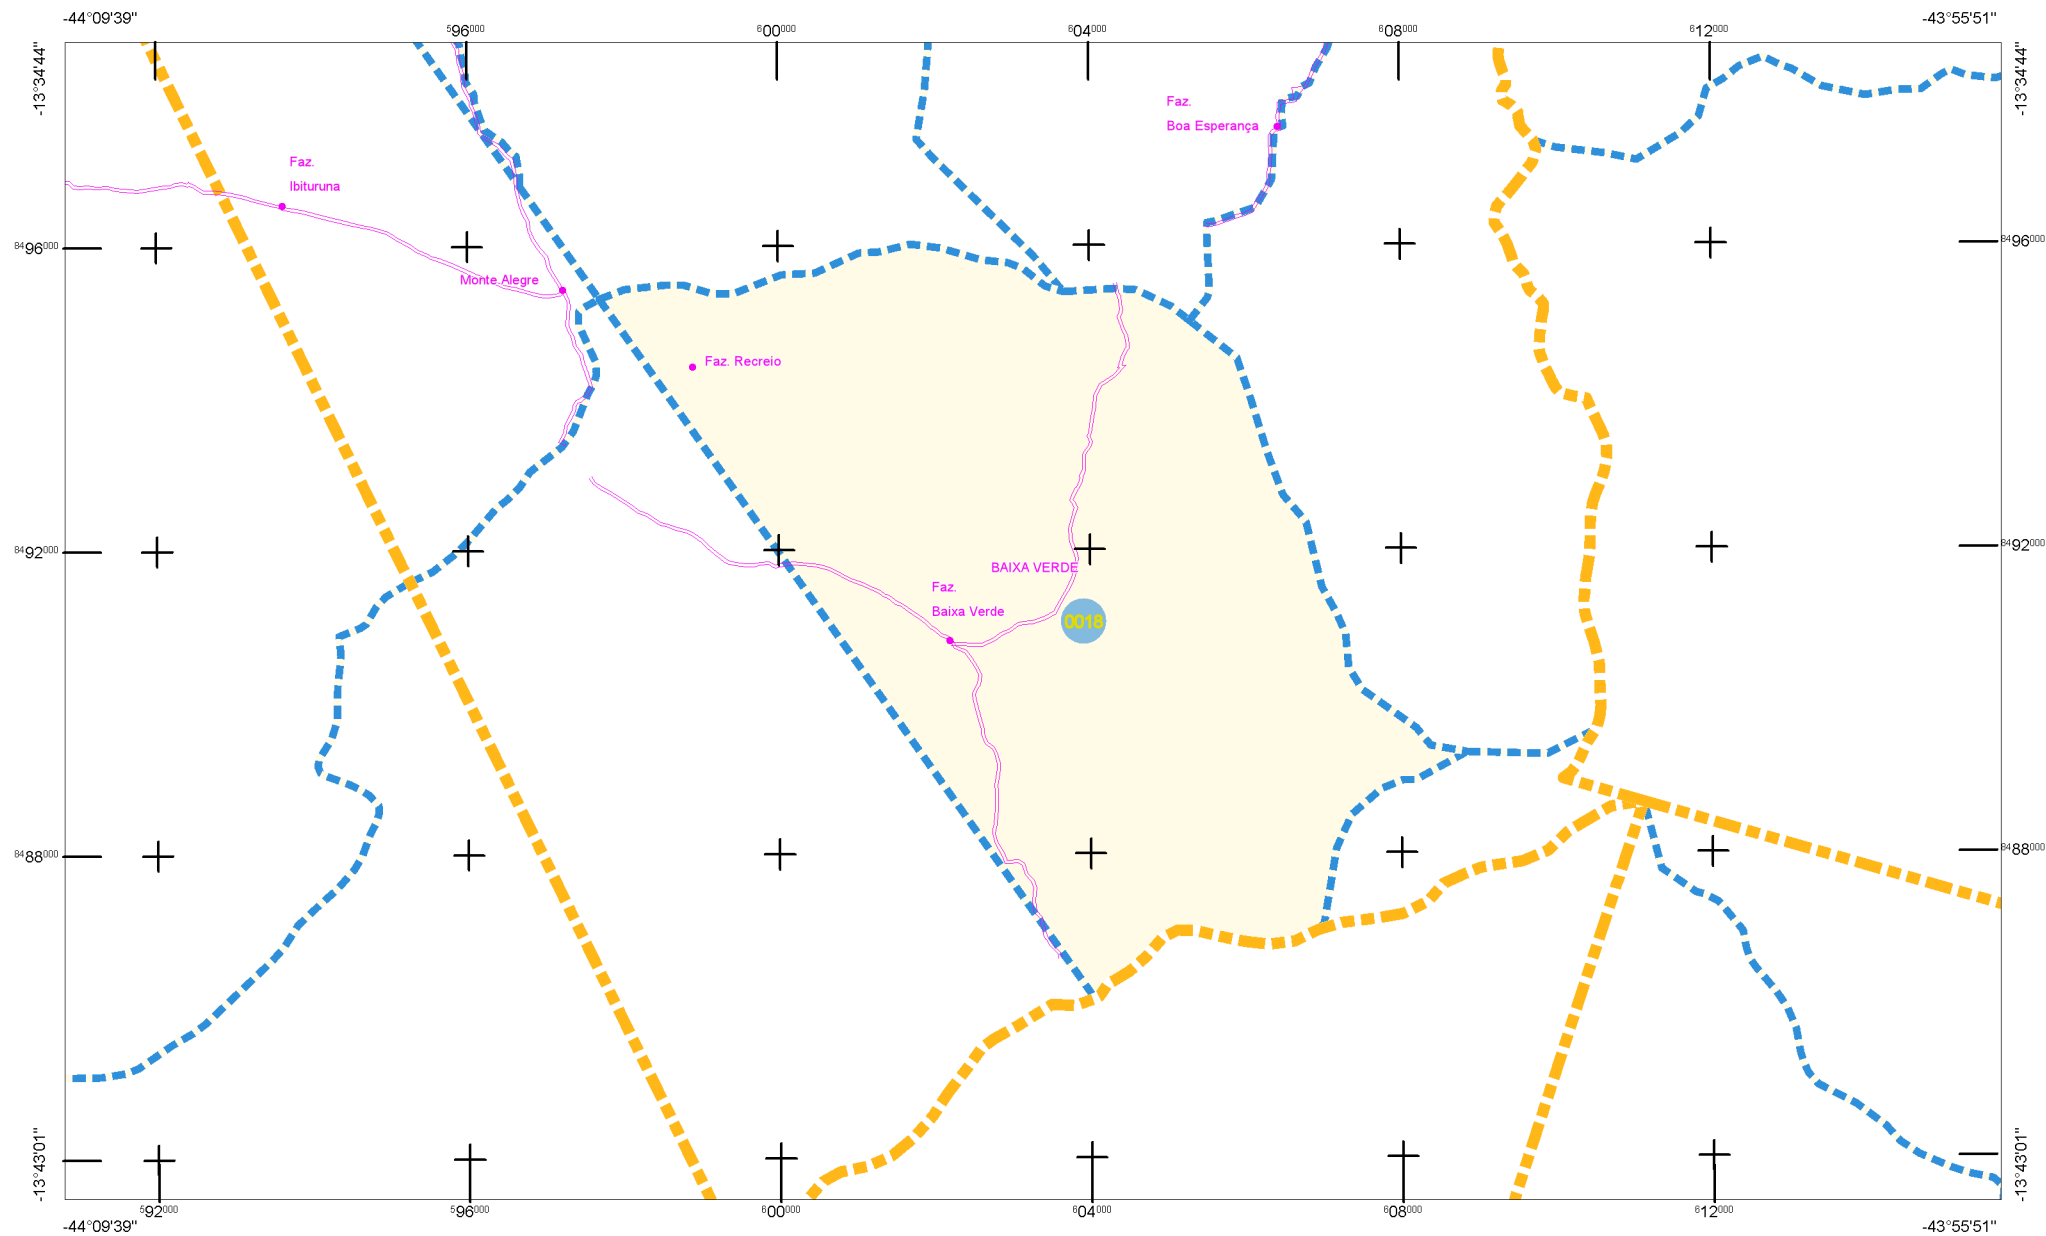 -44°09'39"
-43°55'51"
596000
600000
604000
608000
612000
-13°34'44"
-13°34'44"
Faz.
Boa Esperança
Faz.
Ibituruna
8496000
8496000
Monte Alegre
Faz. Recreio
8492000
8492000
BAIXA VERDE
Faz.
Baixa Verde
0018
8488000
8488000
-13°43'01"
-13°43'01"
592000
596000
600000
604000
608000
612000
-44°09'39"
-43°55'51"